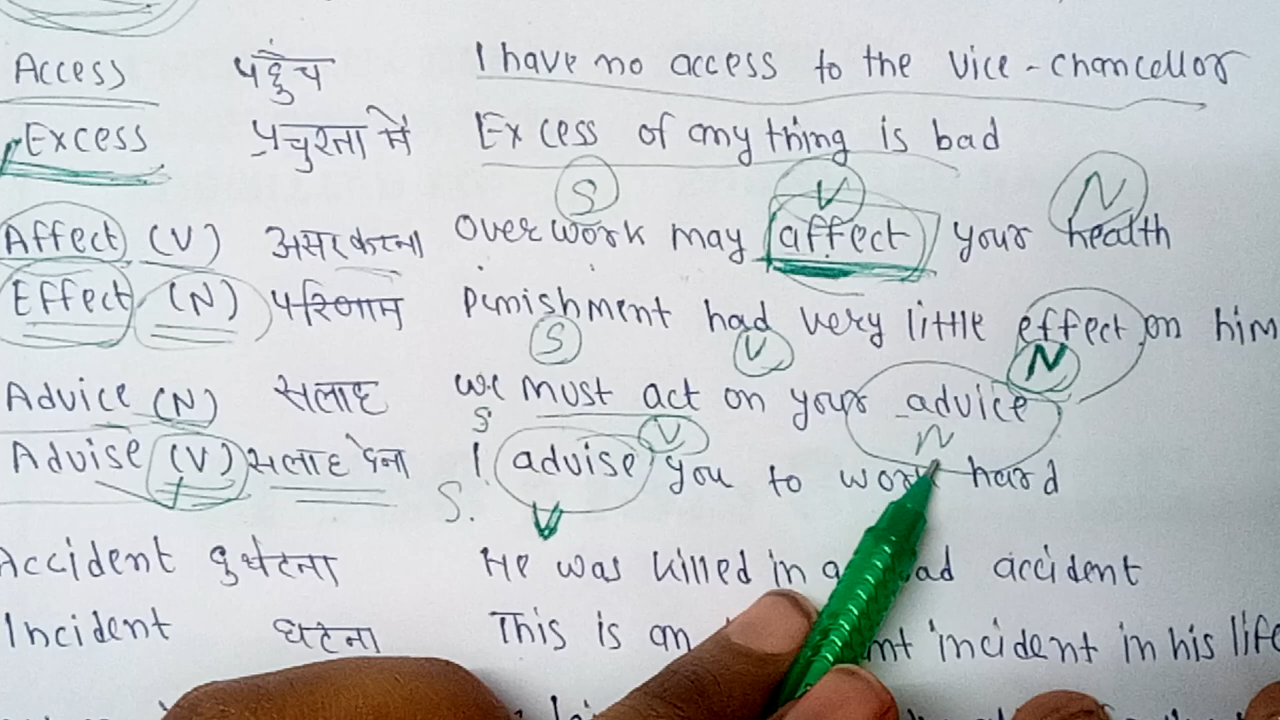 Access पहुँच I have no access to the vice-chancellor
Excess प्रचुरता में Excess of anything is bad
S V N
Affect (V) असर करना Over work may affect your health
Effect (N) परिणाम Punishment had very little effect on him
S V N
Advice (N) सलाह We must act on your advice
S V N
Advise (V) सलाह देना I advise you to work hard
S. V
Accident दुर्घटना He was killed in a accident
Incident घटना This is an incident in his life